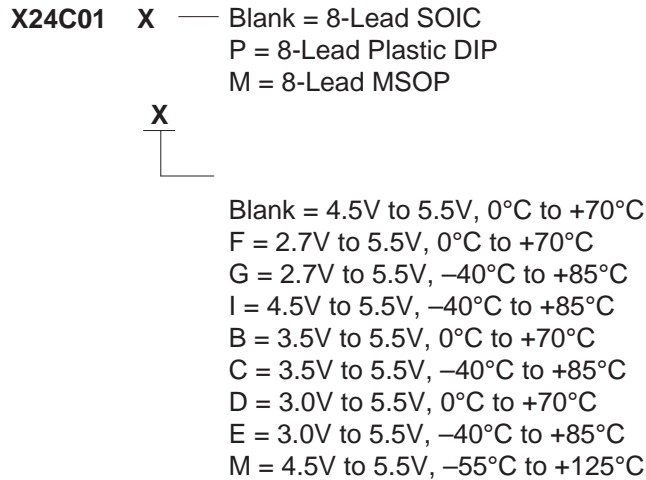 X24C01 X Blank = 8-Lead SOIC
P = 8-Lead Plastic DIP
M = 8-Lead MSOP
X
Blank = 4.5V to 5.5V, 0°C to +70°C
F = 2.7V to 5.5V, 0°C to +70°C
G = 2.7V to 5.5V, –40°C to +85°C
I = 4.5V to 5.5V, –40°C to +85°C
B = 3.5V to 5.5V, 0°C to +70°C
C = 3.5V to 5.5V, –40°C to +85°C
D = 3.0V to 5.5V, 0°C to +70°C
E = 3.0V to 5.5V, –40°C to +85°C
M = 4.5V to 5.5V, –55°C to +125°C